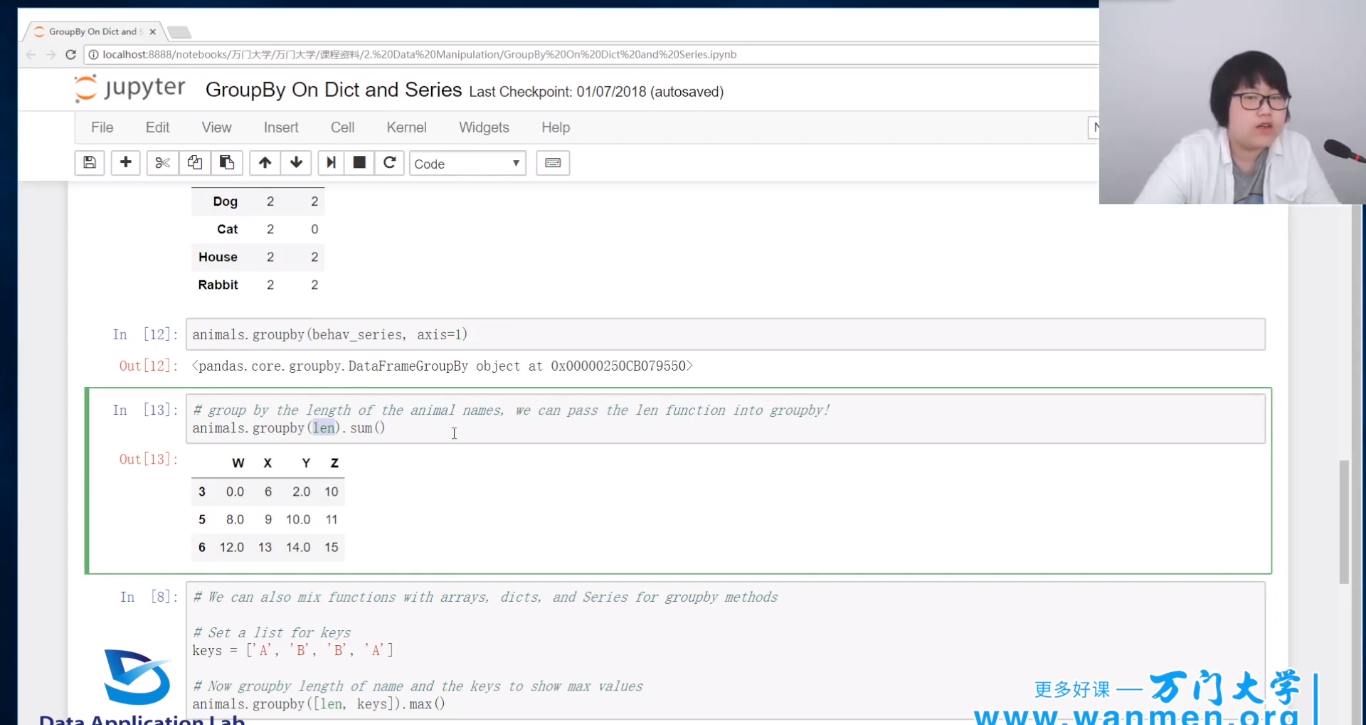 GroupBy On Dict and S
localhost:8888/notebooks/万门大学/万门大学/课程资料/2.%20Data%20Manipulation/GroupBy%20On%20Dict%20and%20Series.ipynb
jupyter GroupBy On Dict and Series Last Checkpoint: 01/07/2018 (autosaved)
File Edit View Insert Cell Kernel Widgets Help N
Code
Dog 2 2
Cat 2 0
House 2 2
Rabbit 2 2
In [12]: animals.groupby(behav_series, axis=1)
Out[12]: <pandas.core.groupby.DataFrameGroupBy object at 0x00000250CB079550>
In [13]: # group by the length of the animal names, we can pass the len function into groupby!
animals.groupby(len).sum()
Out[13]: W X Y Z
3 0.0 6 2.0 10
5 8.0 9 10.0 11
6 12.0 13 14.0 15
In [8]: # We can also mix functions with arrays, dicts, and Series for groupby methods
# Set a list for keys
keys = ['A', 'B', 'B', 'A']
# Now groupby length of name and the keys to show max values
animals.groupby([len, keys]).max()
更多好课 — 万门大学
Data Application Lab
www.wanmen.org